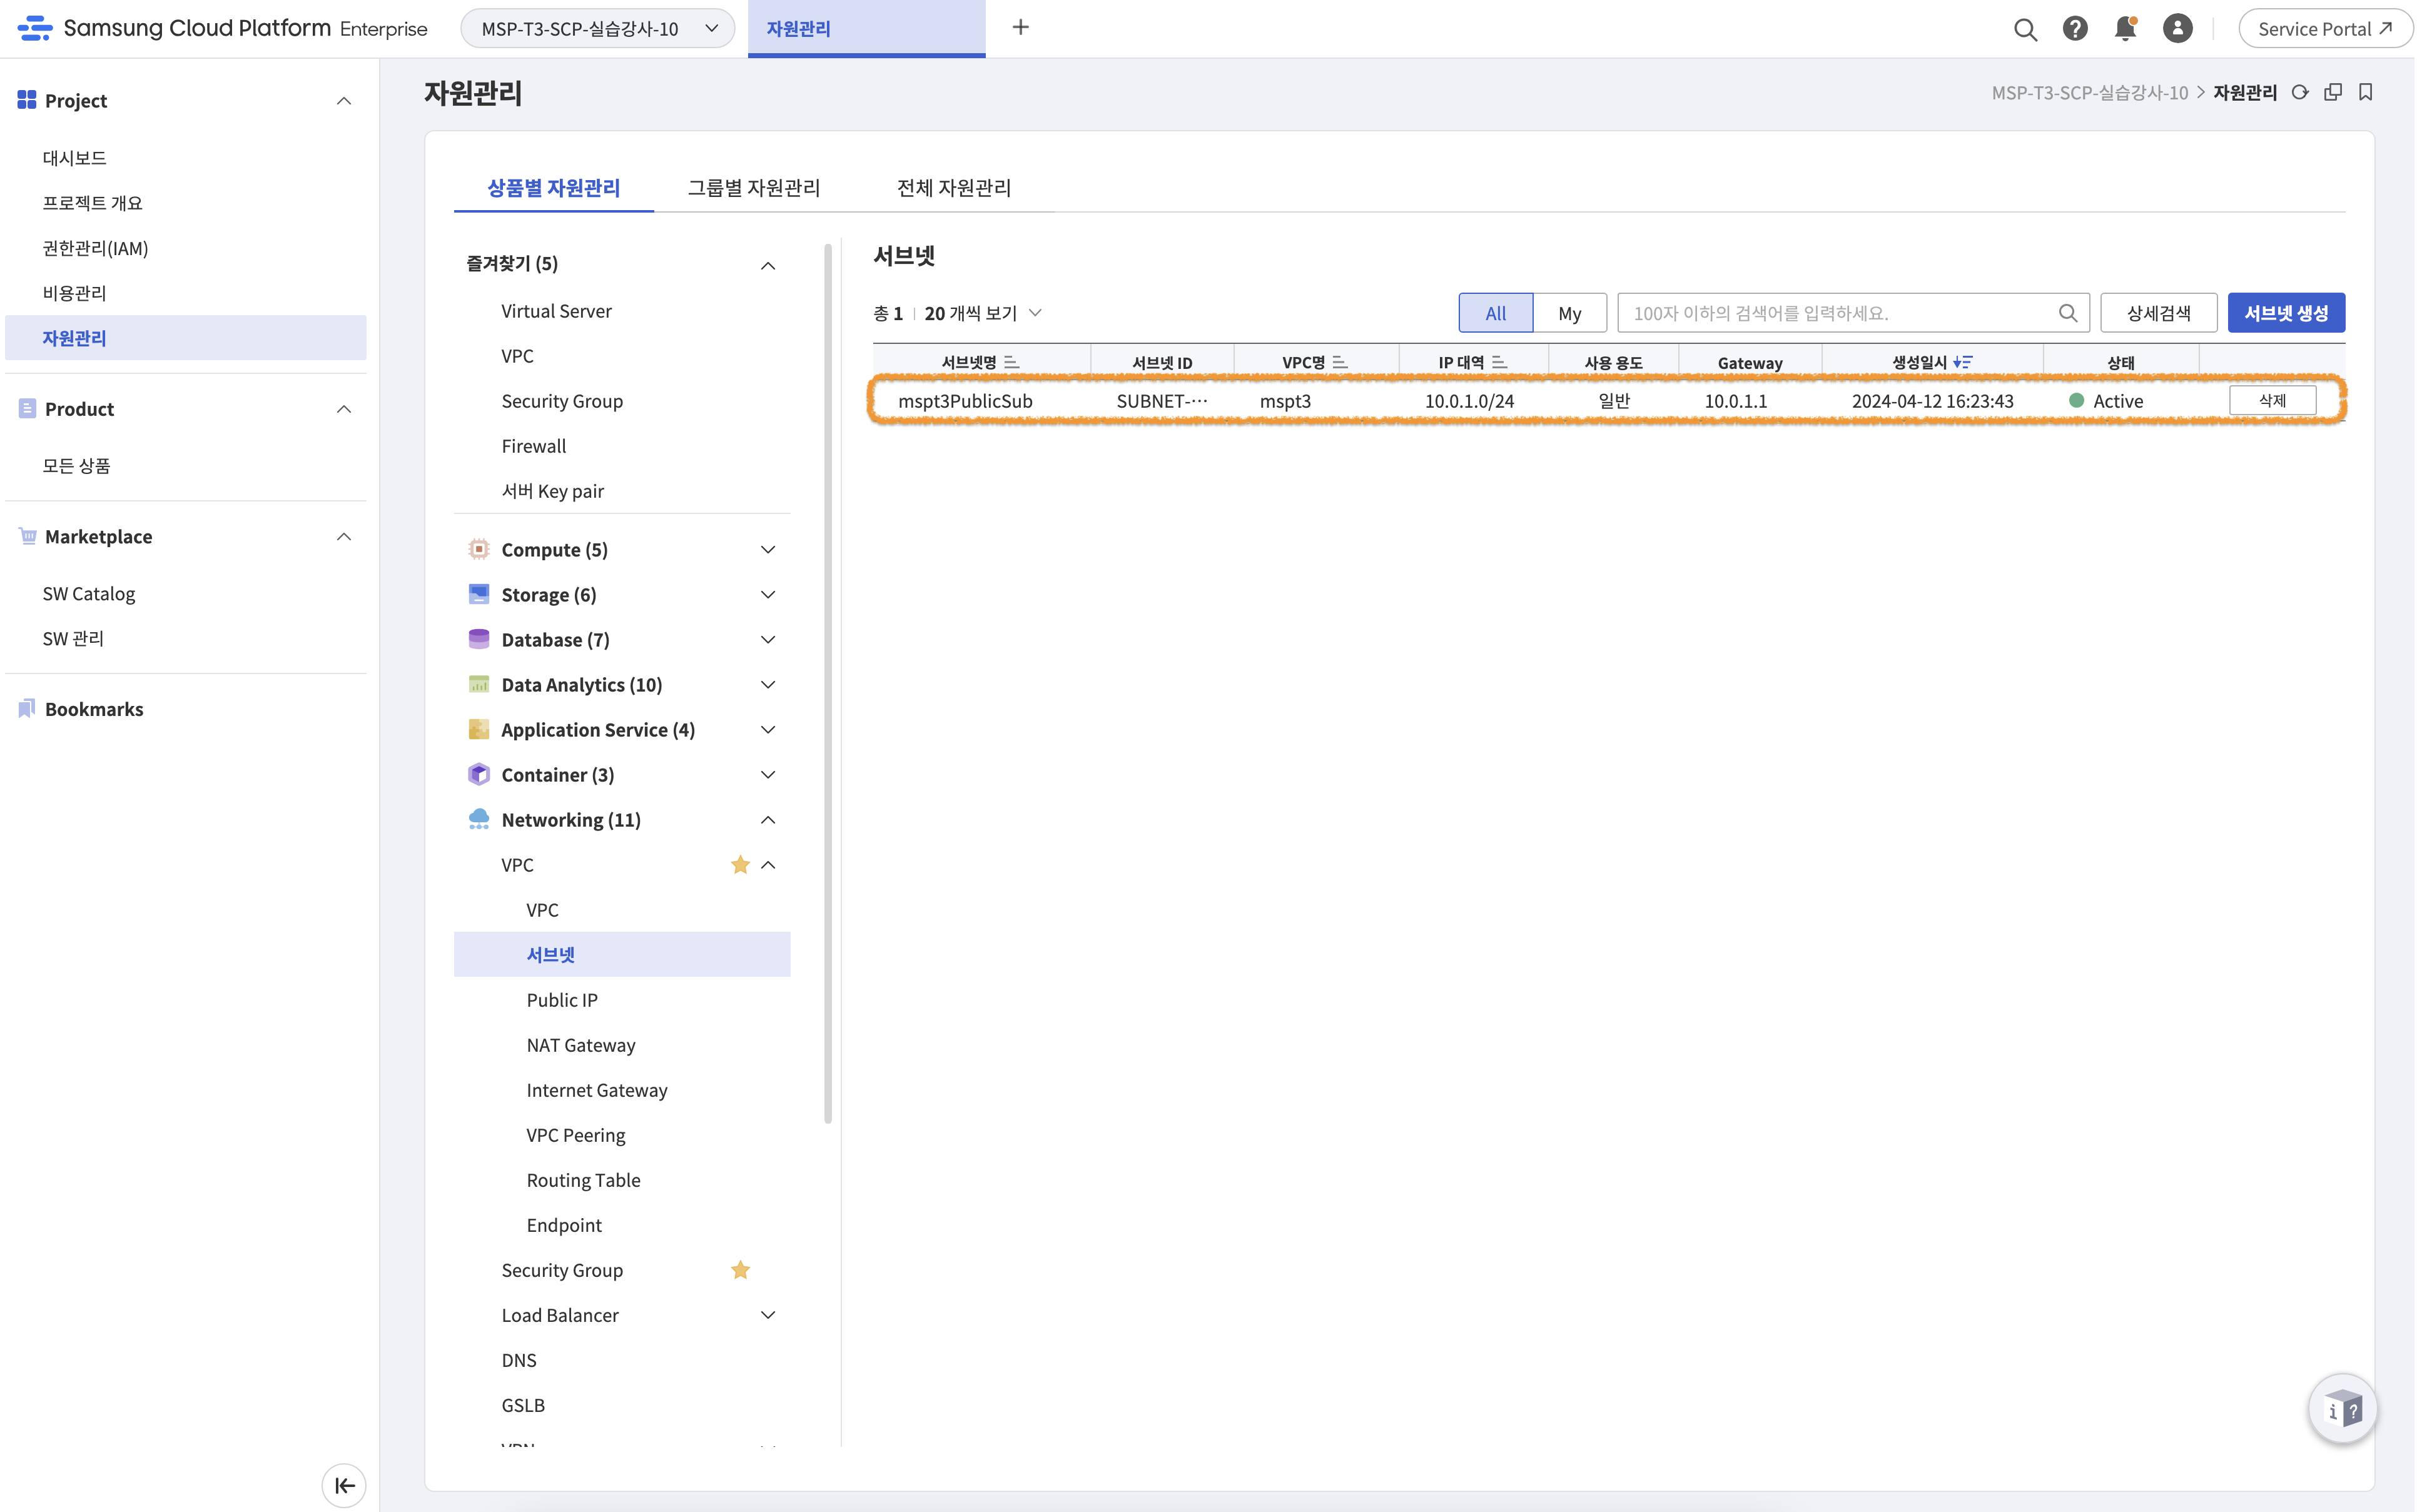 Samsung Cloud Platform Enterprise
MSP-T3-SCP-실습강사-10
자원관리
Service Portal
Project
대시보드
프로젝트 개요
권한관리(IAM)
비용관리
자원관리
Product
모든 상품
Marketplace
SW Catalog
SW 관리
Bookmarks
자원관리
MSP-T3-SCP-실습강사-10 > 자원관리
상품별 자원관리
그룹별 자원관리
전체 자원관리
즐겨찾기 (5)
Virtual Server
VPC
Security Group
Firewall
서버 Key pair
Compute (5)
Storage (6)
Database (7)
Data Analytics (10)
Application Service (4)
Container (3)
Networking (11)
VPC
VPC
서브넷
Public IP
NAT Gateway
Internet Gateway
VPC Peering
Routing Table
Endpoint
Security Group
Load Balancer
DNS
GSLB
서브넷
총 1 | 20 개씩 보기
All My 100자 이하의 검색어를 입력하세요. 상세검색 서브넷 생성
서브넷명 서브넷 ID VPC명 IP 대역 사용 용도 Gateway 생성일시 상태
mspt3PublicSub SUBNET-··· mspt3 10.0.1.0/24 일반 10.0.1.1 2024-04-12 16:23:43 Active 삭제